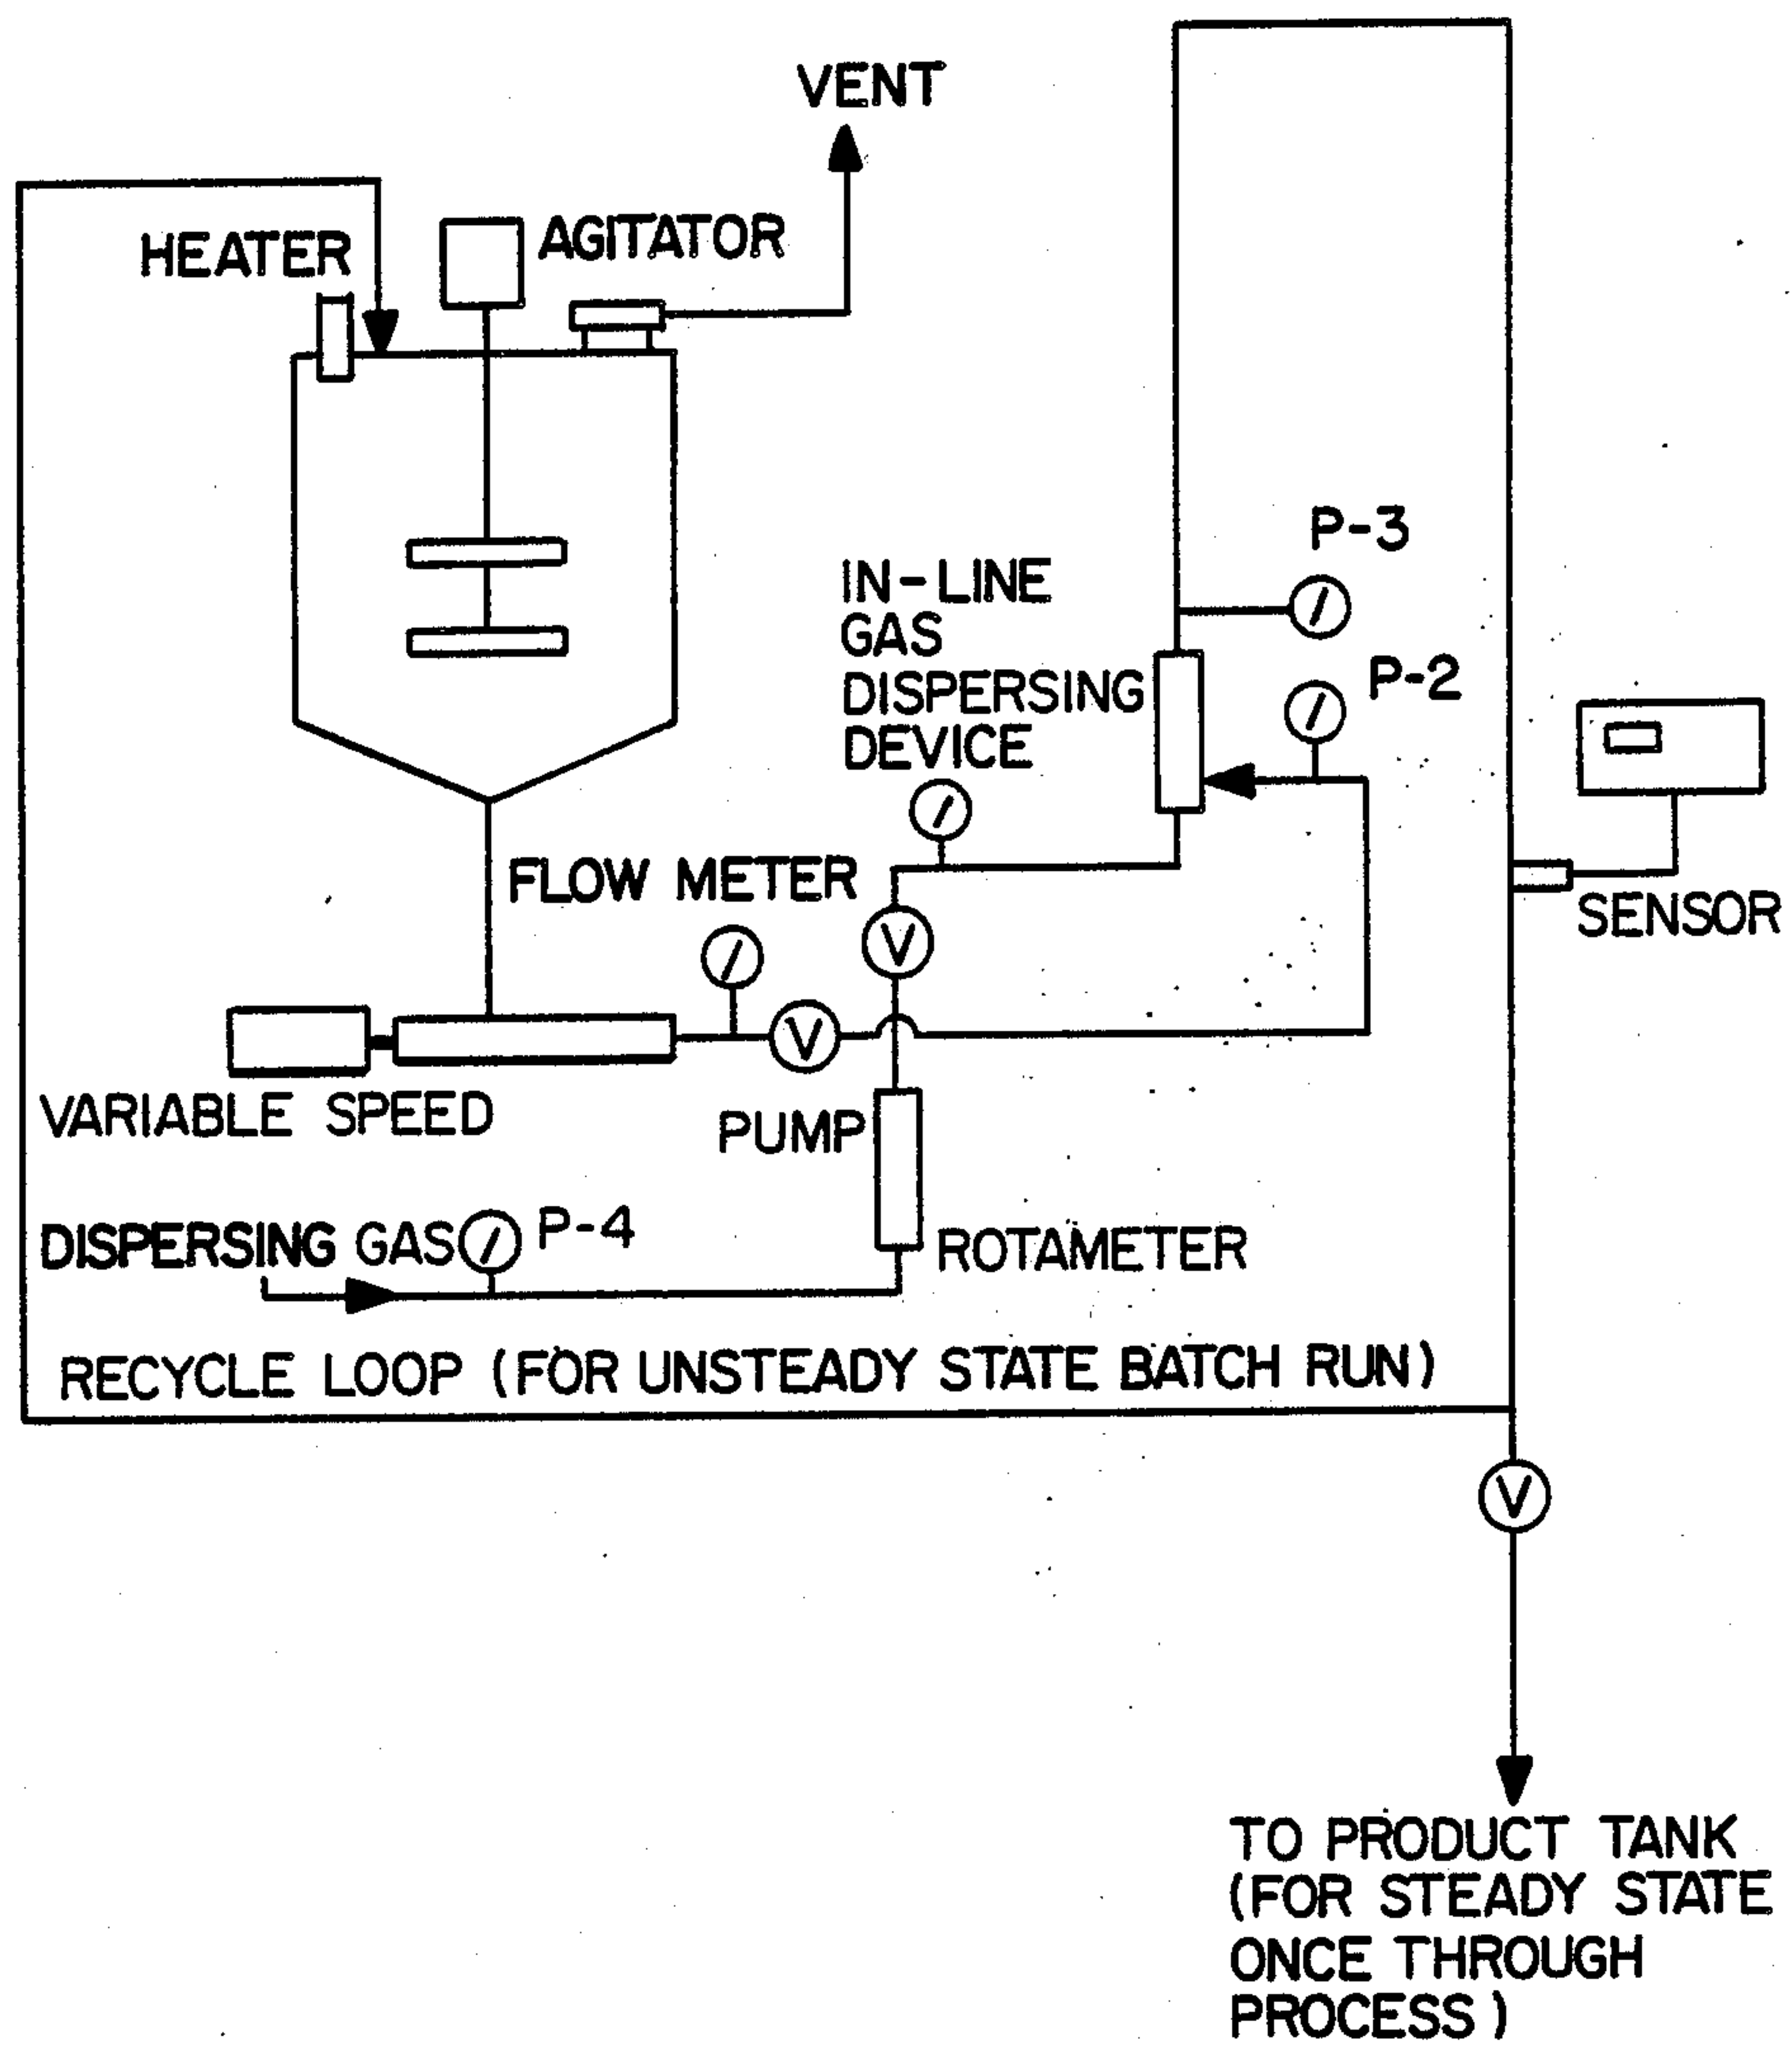 VENT
HEATER
AGITATOR
P-3
IN-LINE
GAS
DISPERSING
DEVICE
P-2
FLOW METER
V
SENSOR
V
VARIABLE SPEED
PUMP
DISPERSING GAS
P-4
ROTAMETER
RECYCLE LOOP (FOR UNSTEADY STATE BATCH RUN)
V
TO PRODUCT TANK
(FOR STEADY STATE
ONCE THROUGH
PROCESS)